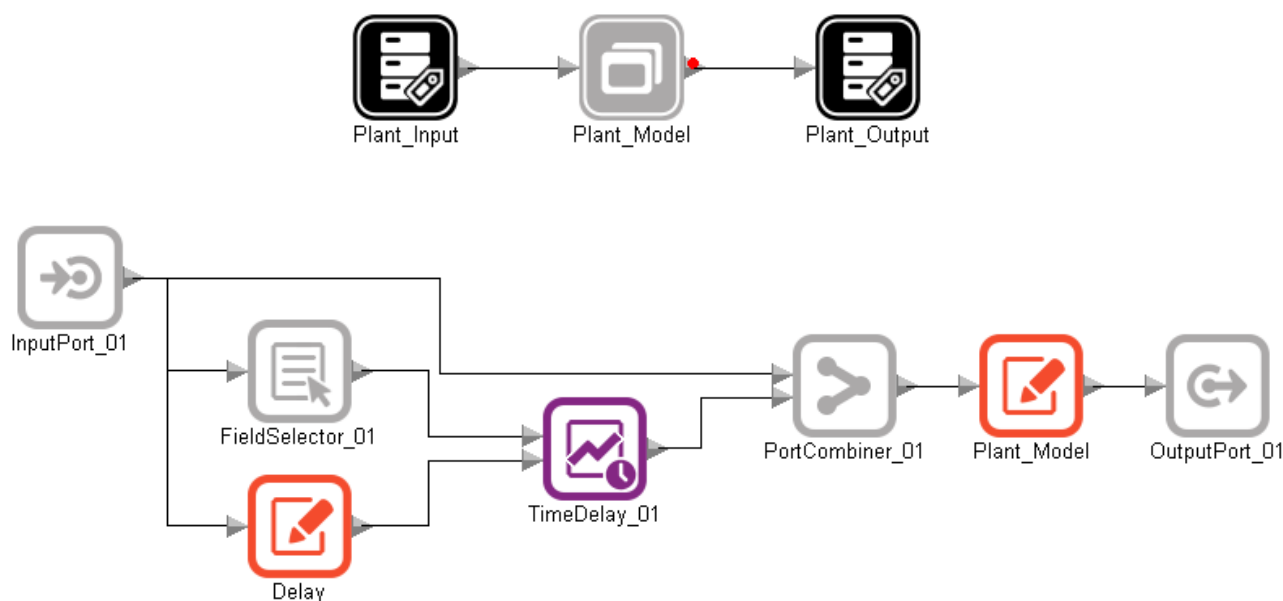 Plant_Input
Plant_Model
Plant_Output
InputPort_01
FieldSelector_01
Delay
TimeDelay_01
PortCombiner_01
Plant_Model
OutputPort_01